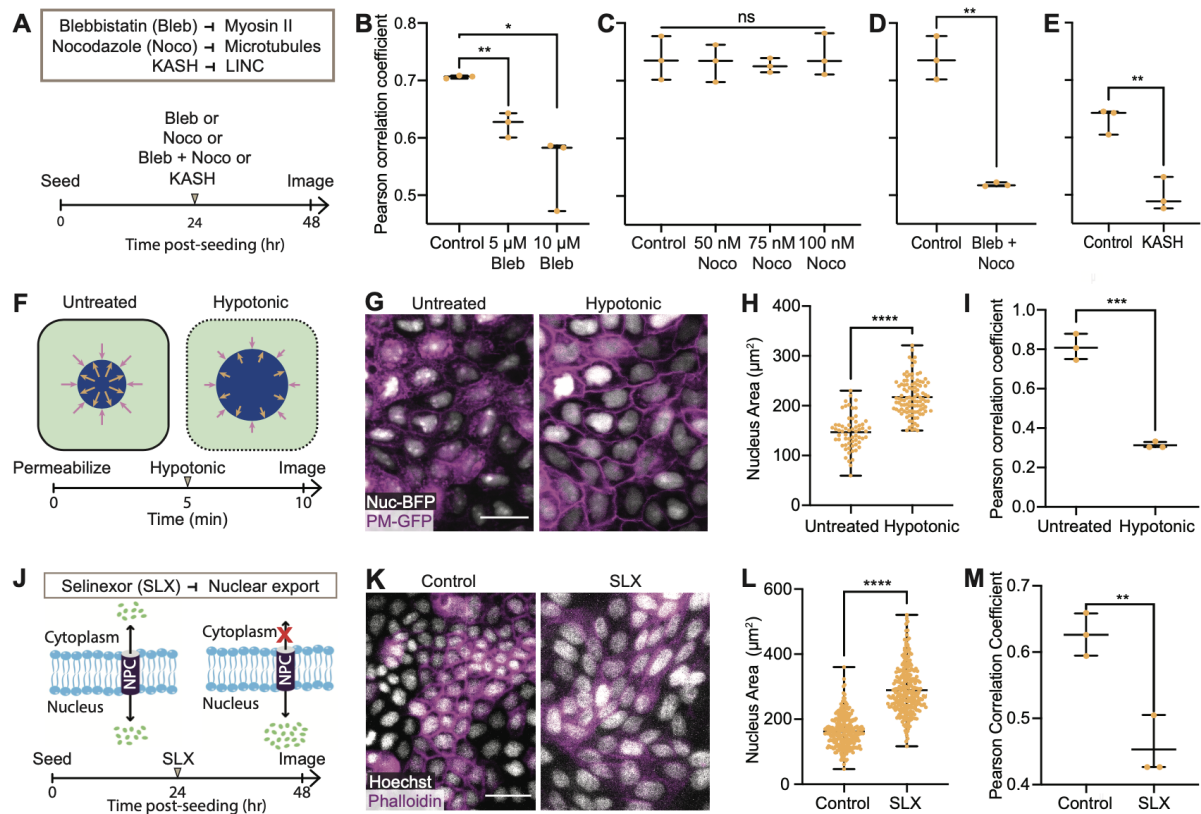 A
Blebbistatin (Bleb) ⊣ Myosin II
Nocodazole (Noco) ⊣ Microtubules
KASH ⊣ LINC
Bleb or
Noco or
Bleb + Noco or
KASH
Seed
Image
0
24
48
Time post-seeding (hr)
B
Pearson correlation coefficient
0.8
0.7
0.6
0.5
*
**
Control
5 µM
Bleb
10 µM
Bleb
C
ns
Control
50 nM
Noco
75 nM
Noco
100 nM
Noco
D
**
Control
Bleb +
Noco
E
**
Control
KASH
F
Untreated
Hypotonic
Permeabilize
Hypotonic
Image
0
5
10
Time (min)
G
Untreated
Hypotonic
Nuc-BFP
PM-GFP
H
Nucleus Area (µm²)
400
300
200
100
0
****
Untreated
Hypotonic
I
Pearson correlation coefficient
1.0
0.8
0.6
0.4
0.2
0.0
***
Untreated
Hypotonic
J
Selinexor (SLX) ⊣ Nuclear export
Cytoplasm
NPC
Nucleus
Cytoplasm
X
NPC
Nucleus
Seed
SLX
Image
0
24
48
Time post-seeding (hr)
K
Control
SLX
Hoechst
Phalloidin
L
Nucleus Area (µm²)
600
400
200
0
****
Control
SLX
M
Pearson Correlation Coefficient
0.7
0.6
0.5
0.4
**
Control
SLX